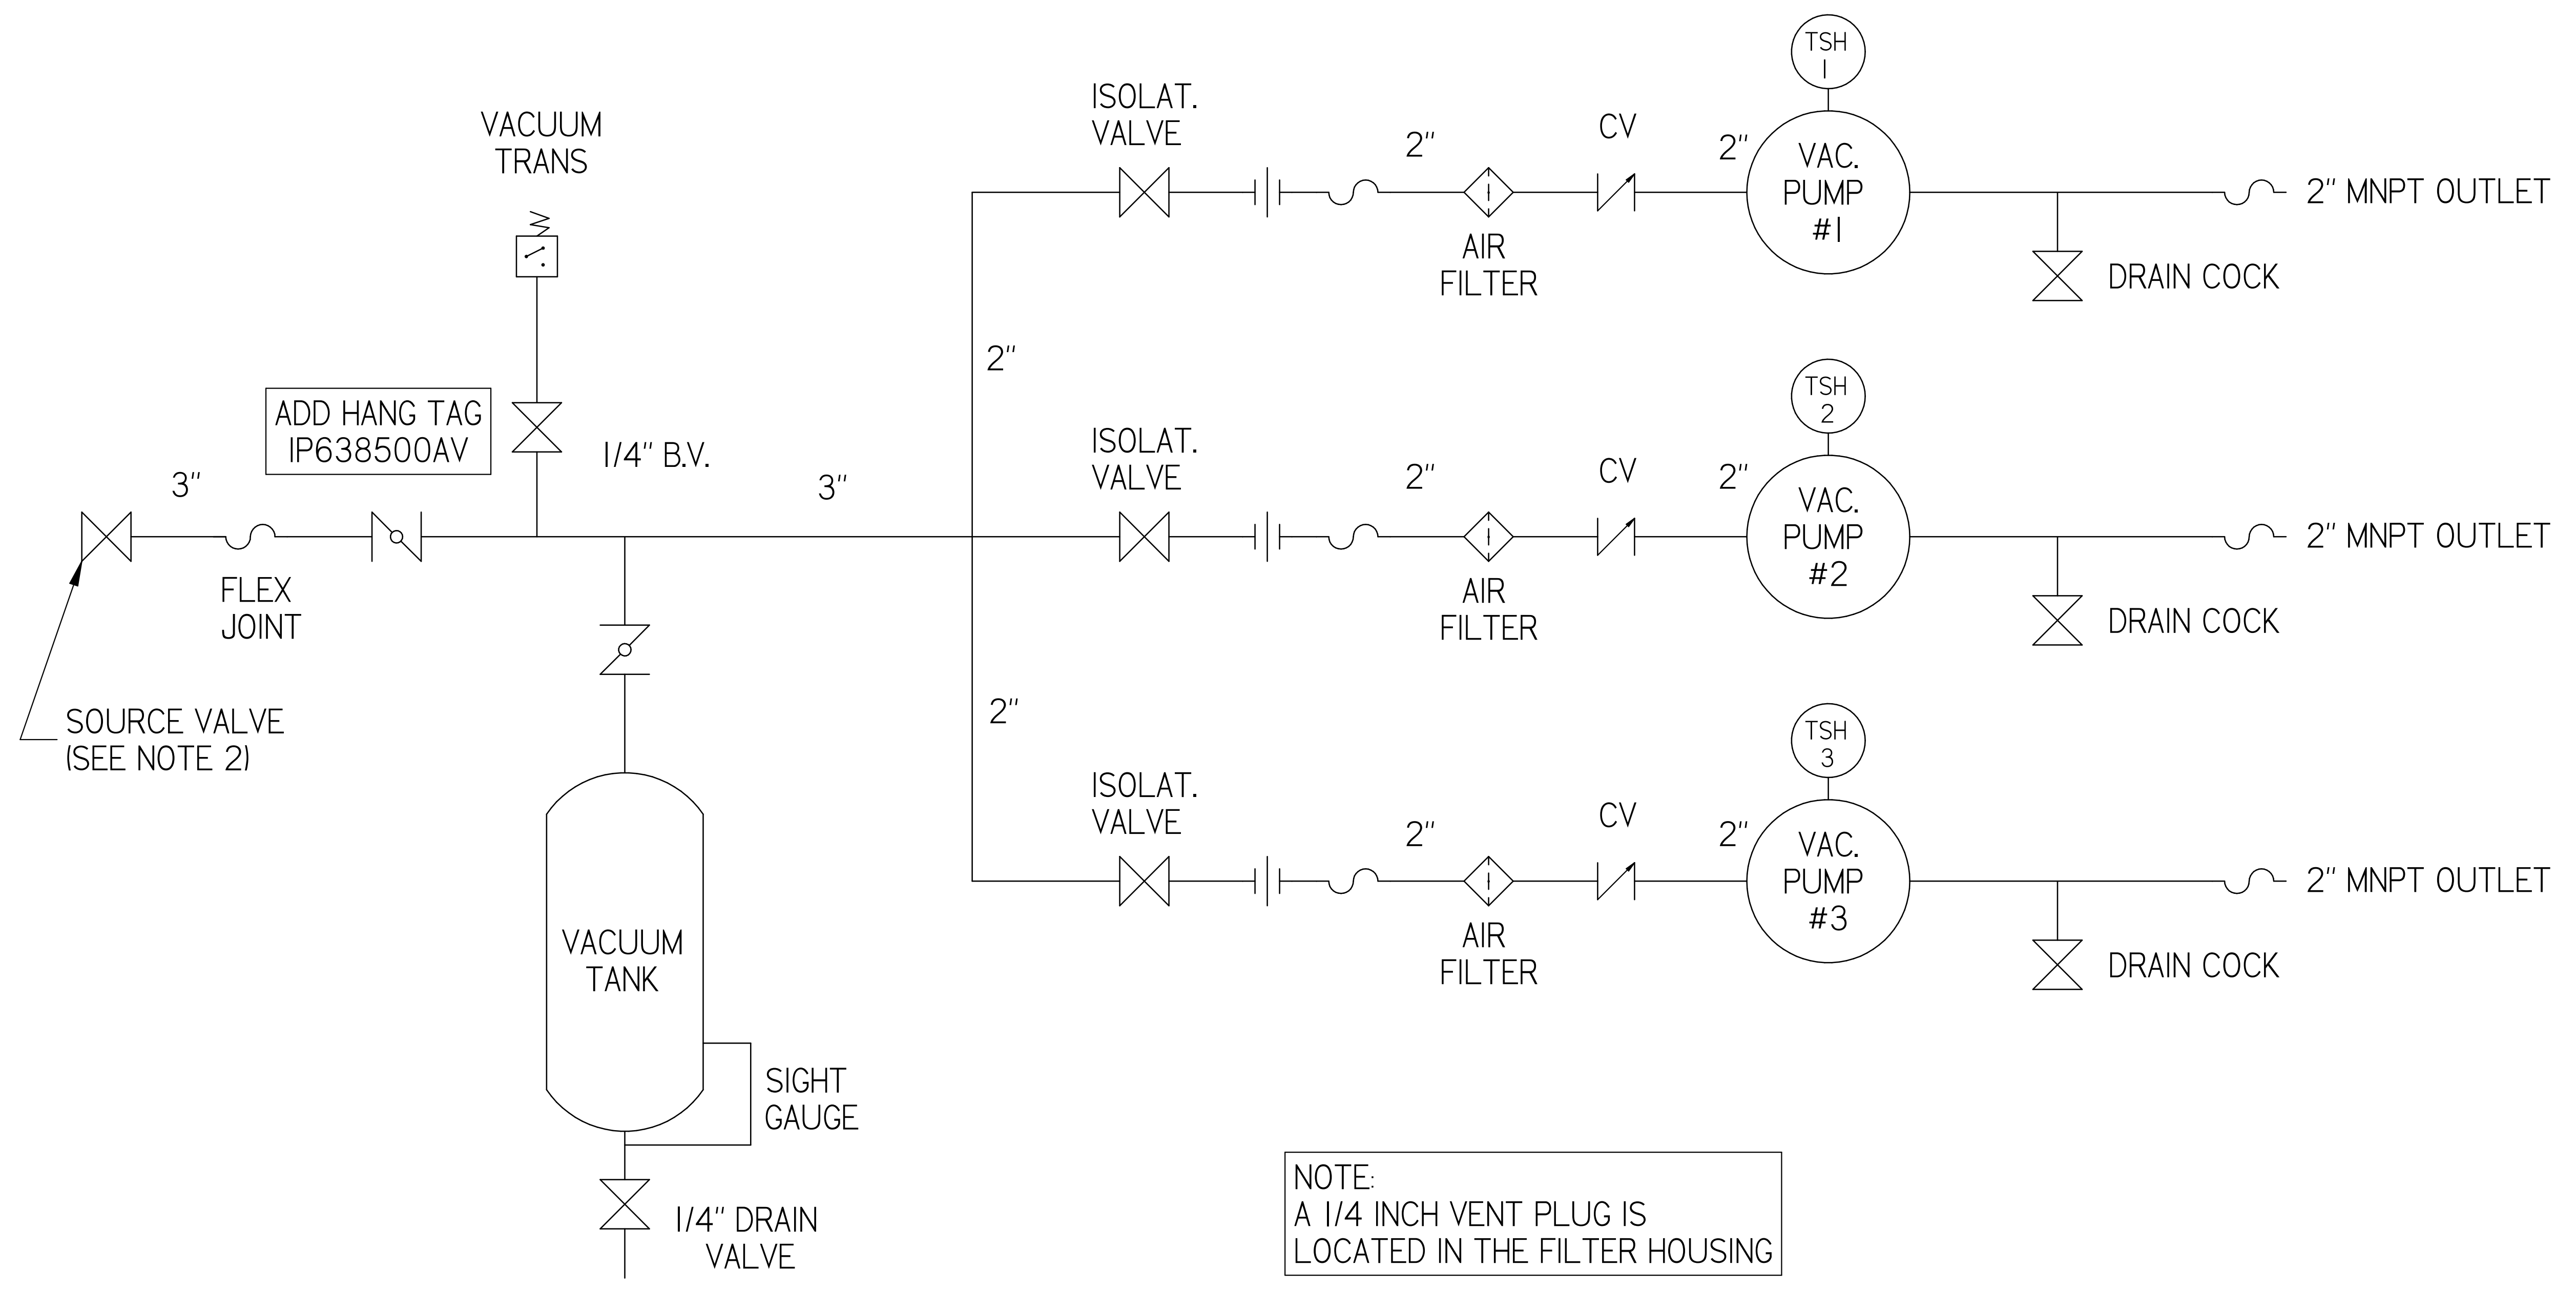 TSH
1
ISOLAT.
VALVE
2"
CV
2"
VAC.
PUMP
#1
2" MNPT OUTLET
AIR
FILTER
DRAIN COCK
VACUUM
TRANS
2"
ADD HANG TAG
IP638500AV
1/4" B.V.
3"
3"
FLEX
JOINT
SOURCE VALVE
(SEE NOTE 2)
TSH
2
ISOLAT.
VALVE
2"
CV
2"
VAC.
PUMP
#2
2" MNPT OUTLET
AIR
FILTER
DRAIN COCK
2"
TSH
3
ISOLAT.
VALVE
2"
CV
2"
VAC.
PUMP
#3
2" MNPT OUTLET
AIR
FILTER
DRAIN COCK
VACUUM
TANK
SIGHT
GAUGE
1/4" DRAIN
VALVE
NOTE:
A 1/4 INCH VENT PLUG IS
LOCATED IN THE FILTER HOUSING